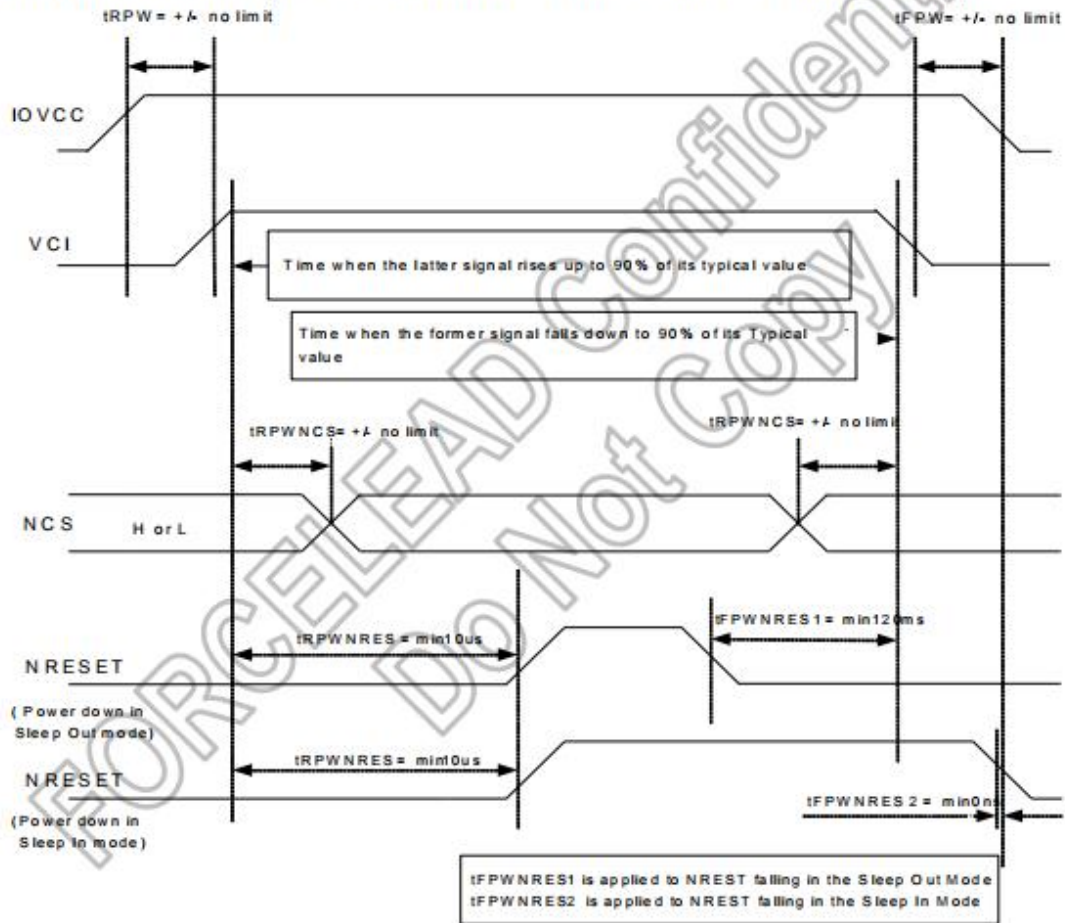 tRPW= +/- no limit
tFPW= +/- no limit
IOVCC
VCI
Time when the latter signal rises up to 90% of its typical value
Time when the former signal falls down to 90% of its Typical
value
tRPWNCS= +/- no limit
tRPWNCS= +/- no limit
NCS
H or L
tRPWNRES = min10us
tFPWNRES1= min120ms
NRESET
( Power down in
Sleep Out mode)
tRPWNRES = min10us
NRESET
tFPWNRES2 = min0ns
(Power down in
Sleep In mode)
tFPWNRES1 is applied to NREST falling in the Sleep Out Mode
tFPWNRES2 is applied to NREST falling in the Sleep In Mode
FORCELEAD Confident
Do Not Copy